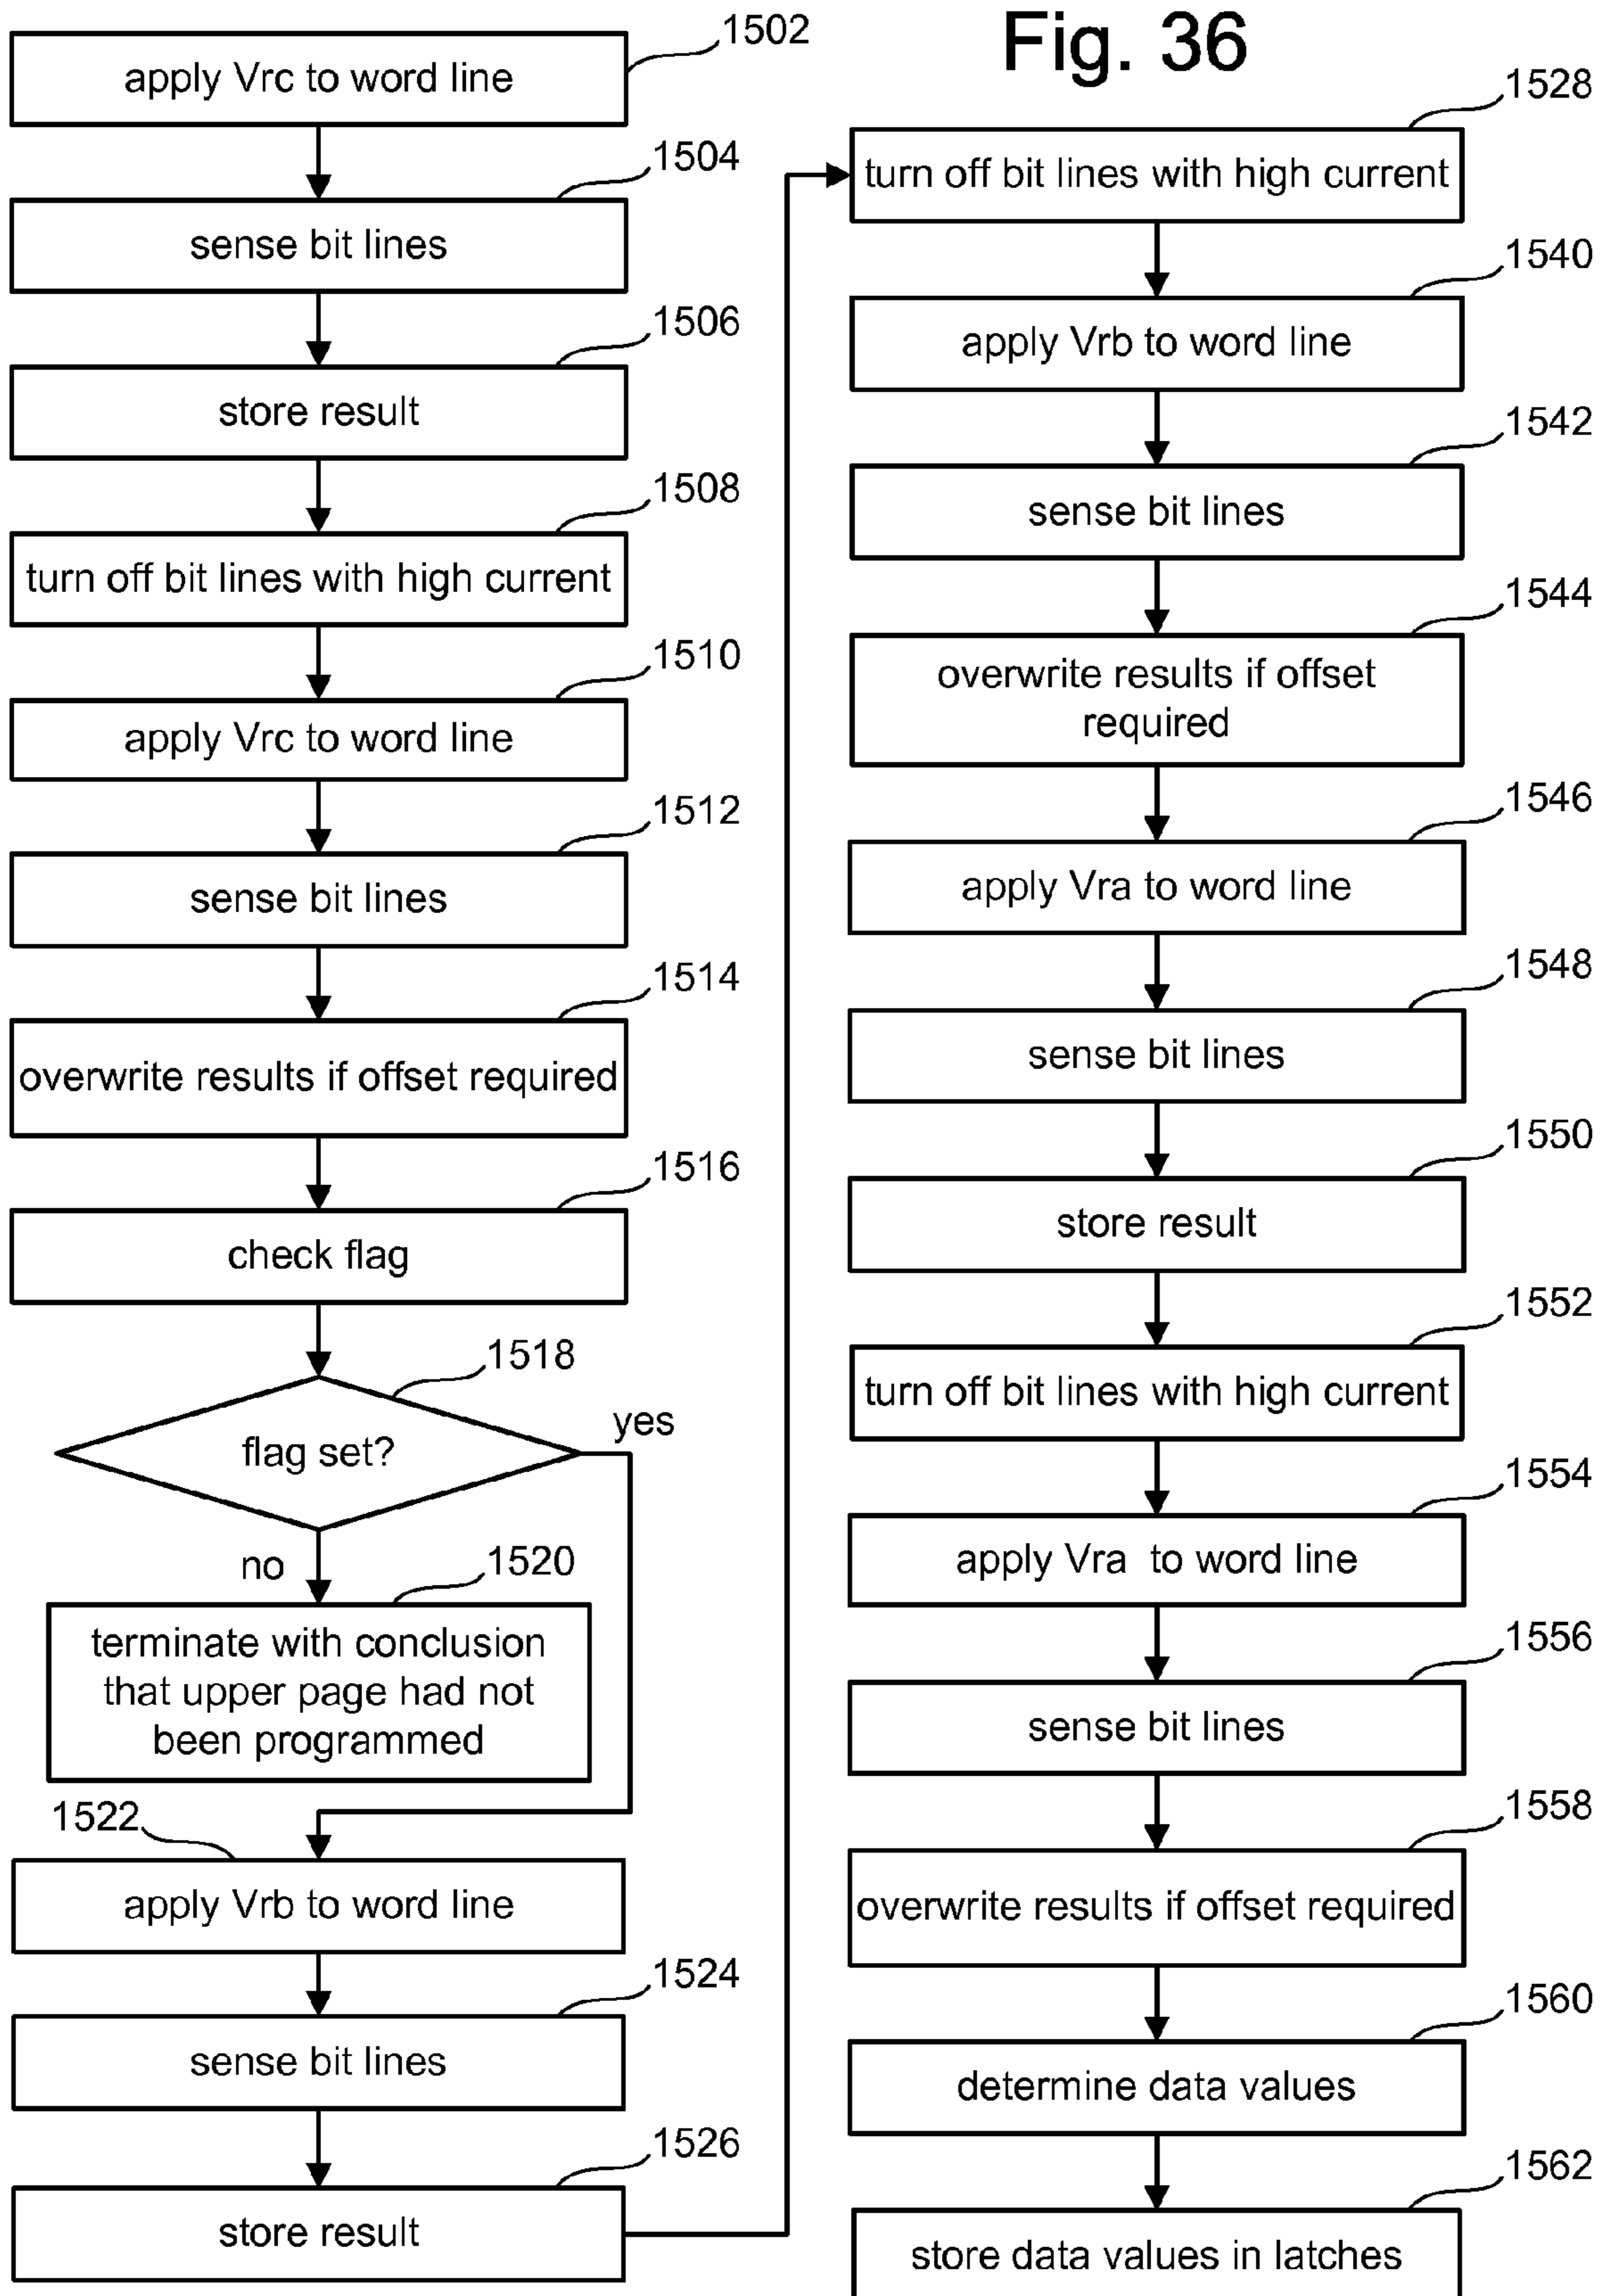 Fig. 36
1502
apply Vrc to word line
1504
sense bit lines
1506
store result
1508
turn off bit lines with high current
1510
apply Vrc to word line
1512
sense bit lines
1514
overwrite results if offset required
1516
check flag
1518
flag set?
yes
no
1520
terminate with conclusion
that upper page had not
been programmed
1522
apply Vrb to word line
1524
sense bit lines
1526
store result
1528
turn off bit lines with high current
1540
apply Vrb to word line
1542
sense bit lines
1544
overwrite results if offset
required
1546
apply Vra to word line
1548
sense bit lines
1550
store result
1552
turn off bit lines with high current
1554
apply Vra to word line
1556
sense bit lines
1558
overwrite results if offset required
1560
determine data values
1562
store data values in latches